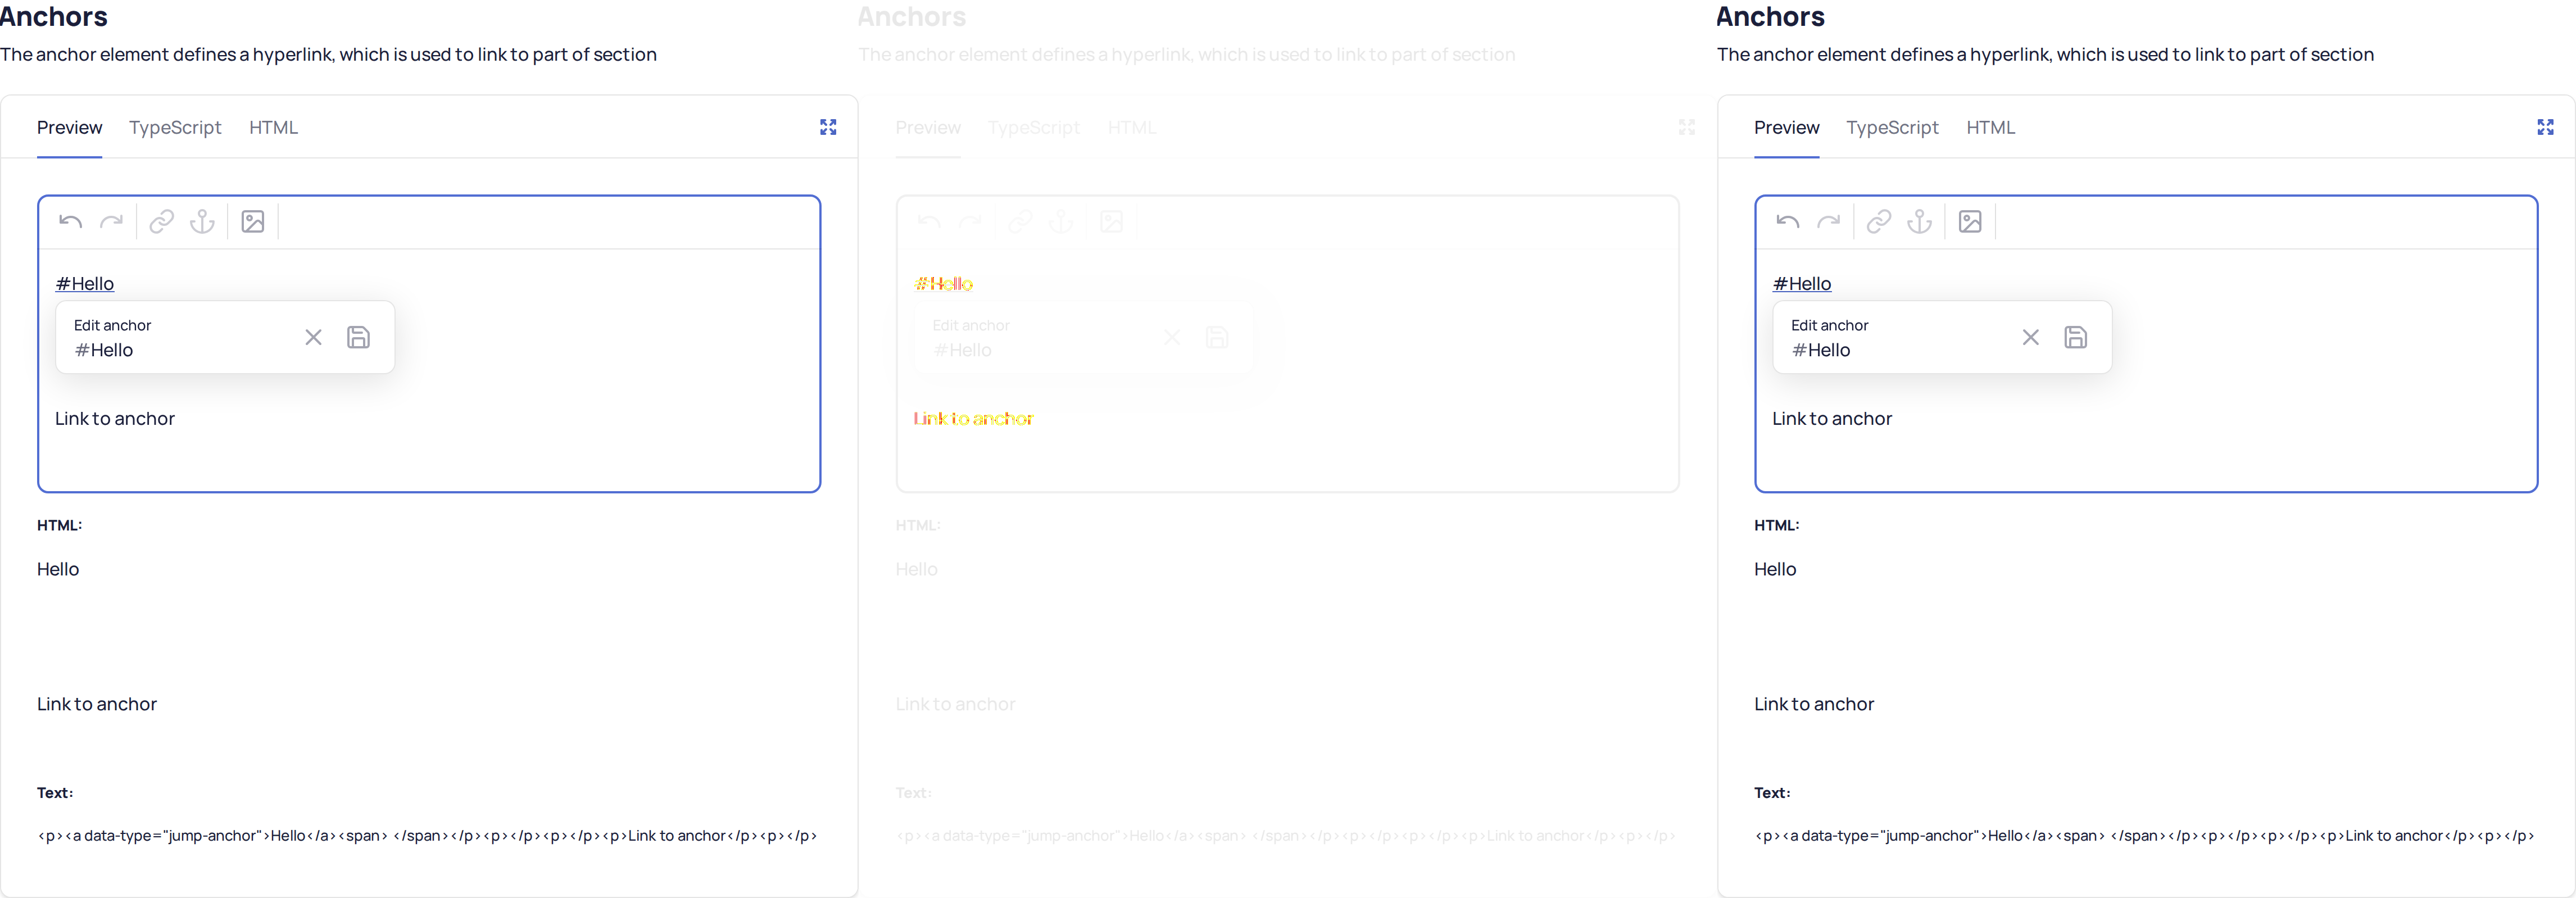 Anchors
The anchor element defines a hyperlink, which is used to link to part of section
Preview TypeScript HTML
#Hello
Edit anchor
#Hello
Link to anchor
HTML:
Hello
Link to anchor
Text:
<p><a data-type="jump-anchor">Hello</a><span> </span></p><p></p><p></p><p>Link to anchor</p><p></p>
Anchors
The anchor element defines a hyperlink, which is used to link to part of section
Preview TypeScript HTML
#Hello
Edit anchor
#Hello
Link to anchor
HTML:
Hello
Link to anchor
Text:
<p><a data-type="jump-anchor">Hello</a><span> </span></p><p></p><p></p><p>Link to anchor</p><p></p>
Anchors
The anchor element defines a hyperlink, which is used to link to part of section
Preview TypeScript HTML
#Hello
Edit anchor
#Hello
Link to anchor
HTML:
Hello
Link to anchor
Text:
<p><a data-type="jump-anchor">Hello</a><span> </span></p><p></p><p></p><p>Link to anchor</p><p></p>